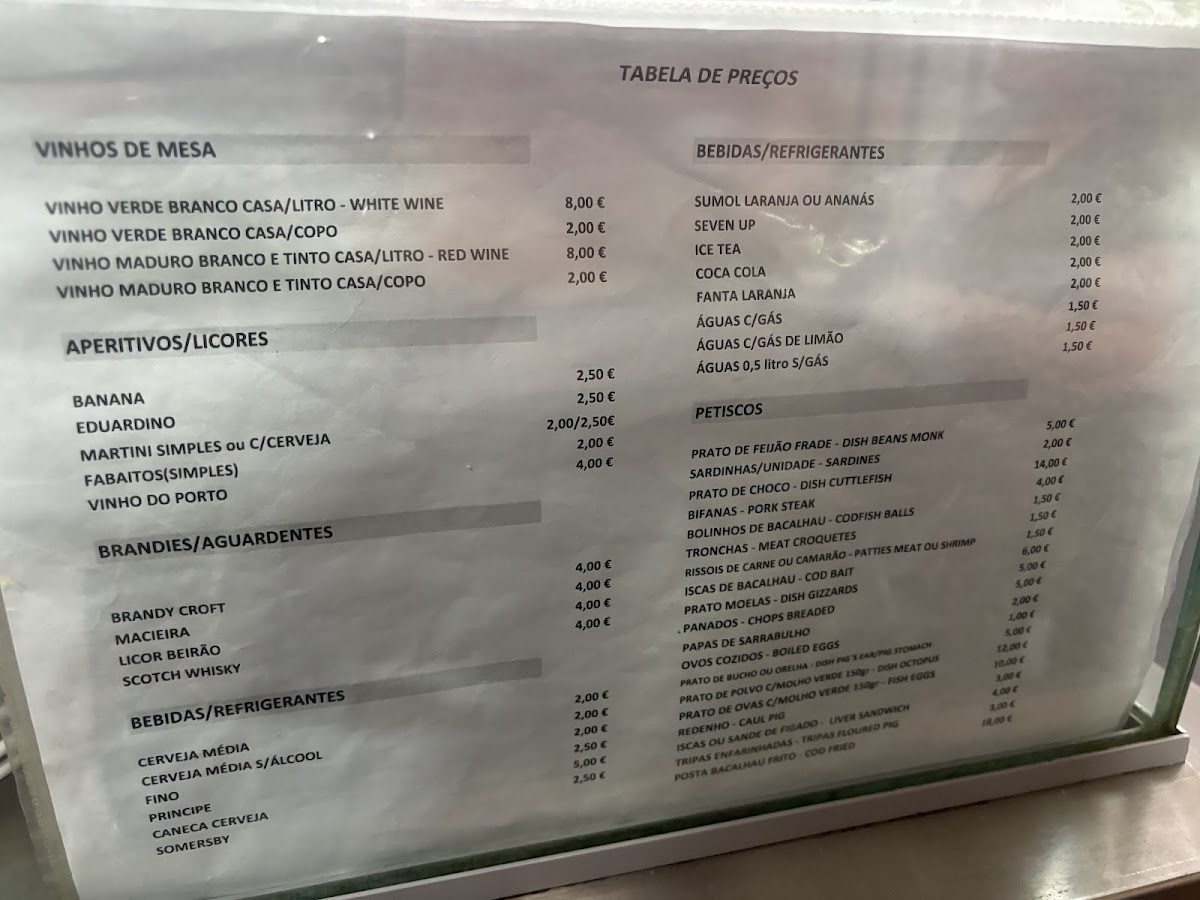 TABELA DE PREÇOS
VINHOS DE MESA
VINHO VERDE BRANCO CASA/LITRO - WHITE WINE 8,00 €
VINHO VERDE BRANCO CASA/COPO 2,00 €
VINHO MADURO BRANCO E TINTO CASA/LITRO - RED WINE 8,00 €
VINHO MADURO BRANCO E TINTO CASA/COPO 2,00 €
APERITIVOS/LICORES
BANANA 2,50 €
EDUARDINO 2,50 €
MARTINI SIMPLES ou C/CERVEJA 2,00/2,50€
FABAITOS(SIMPLES) 2,00 €
VINHO DO PORTO 4,00 €
BRANDIES/AGUARDENTES
BRANDY CROFT 4,00 €
MACIEIRA 4,00 €
LICOR BEIRÃO 4,00 €
SCOTCH WHISKY 4,00 €
BEBIDAS/REFRIGERANTES
CERVEJA MÉDIA 2,00 €
CERVEJA MÉDIA S/ÁLCOOL 2,00 €
FINO 2,00 €
PRINCIPE 2,50 €
CANECA CERVEJA 5,00 €
SOMERSBY 2,50 €
BEBIDAS/REFRIGERANTES
SUMOL LARANJA OU ANANÁS 2,00 €
SEVEN UP 2,00 €
ICE TEA 2,00 €
COCA COLA 2,00 €
FANTA LARANJA 2,00 €
ÁGUAS C/GÁS 1,50 €
ÁGUAS C/GÁS DE LIMÃO 1,50 €
ÁGUAS 0,5 litro S/GÁS 1,50 €
PETISCOS
PRATO DE FEIJÃO FRADE - DISH BEANS MONK 5,00 €
SARDINHAS/UNIDADE - SARDINES 2,00 €
PRATO DE CHOCO - DISH CUTTLEFISH 14,00 €
BIFANAS - PORK STEAK 4,00 €
BOLINHOS DE BACALHAU - CODFISH BALLS 1,50 €
TRONCHAS - MEAT CROQUETES 1,50 €
RISSOIS DE CARNE OU CAMARÃO - PATTIES MEAT OU SHRIMP 1,50 €
ISCAS DE BACALHAU - COD BAIT 6,00 €
PRATO MOELAS - DISH GIZZARDS 5,00 €
PANADOS - CHOPS BREADED 5,00 €
PAPAS DE SARRABULHO 2,00 €
OVOS COZIDOS - BOILED EGGS 1,00 €
PRATO DE BUCHO OU ORELHA - DISH PIG´S EAR/PIG STOMACH 5,00 €
PRATO DE POLVO C/MOLHO VERDE 150gr - DISH OCTOPUS 12,00 €
PRATO DE OVAS C/MOLHO VERDE 150gr - FISH EGGS 10,00 €
REDENHO - CAUL PIG 3,00 €
ISCAS OU SANDE DE FIGADO - LIVER SANDWICH 4,00 €
TRIPAS ENFARINHADAS - TRIPAS FLOURED PIG 3,00 €
POSTA BACALHAU FRITO - COD FRIED 18,00 €